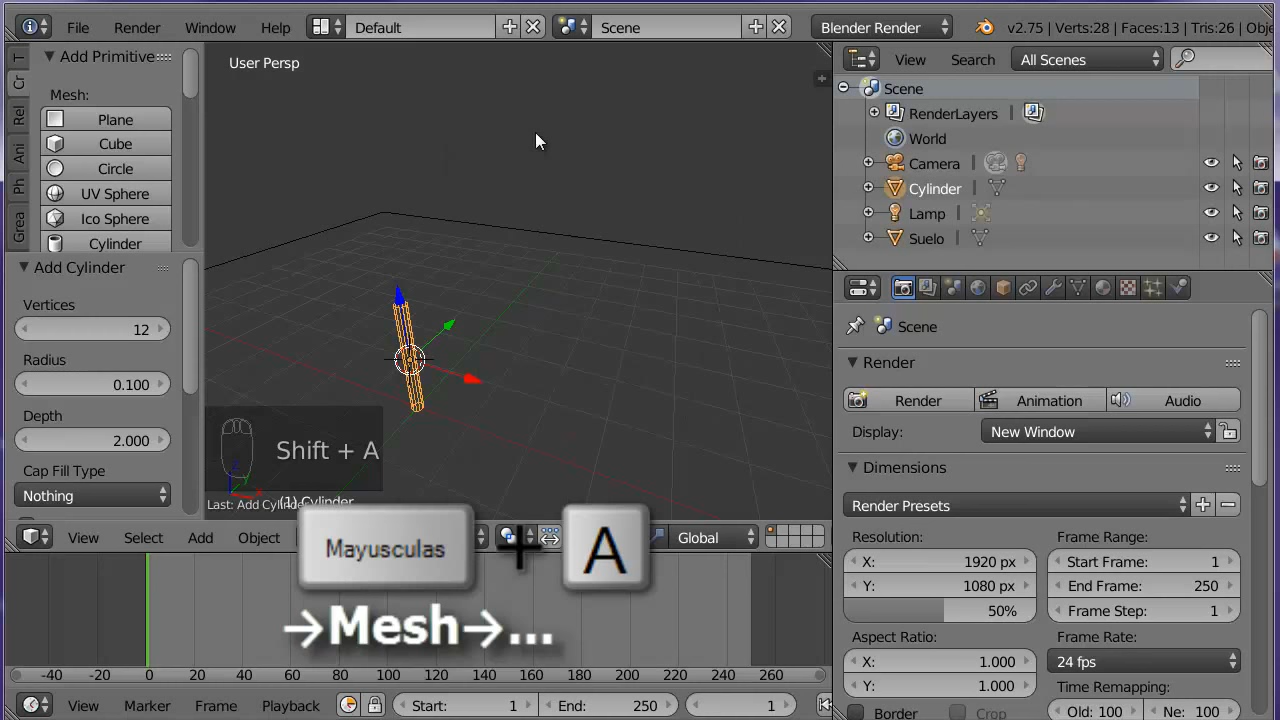 File Render Window Help Default Scene Blender Render v2.75 | Verts:28 | Faces:13 | Tris:26 | Obje
Add Primitive
Mesh:
Plane
Cube
Circle
UV Sphere
Ico Sphere
Cylinder
T
Cr
Rel
Ani
Ph
Grea
Add Cylinder
Vertices
12
Radius
0.100
Depth
2.000
Cap Fill Type
Nothing
User Persp
Shift + A
(1) Cylinder
Last: Add Cylinder
View Select Add Object Global
Mayusculas + A
→Mesh→...
-40 -20 0 20 40 60 80 100 120 140 160 180 200 220 240 260
View Marker Frame Playback Start: 1 End: 250 1
View Search All Scenes
Scene
RenderLayers |
World
Camera |
Cylinder |
Lamp |
Suelo |
Scene
Render
Render Animation Audio
Display: New Window
Dimensions
Render Presets
Resolution: Frame Range:
X: 1920 px Start Frame: 1
Y: 1080 px End Frame: 250
50% Frame Step: 1
Aspect Ratio: Frame Rate:
X: 1.000 24 fps
Y: 1.000 Time Remapping:
Border Crop Old: 100 Ne: 100